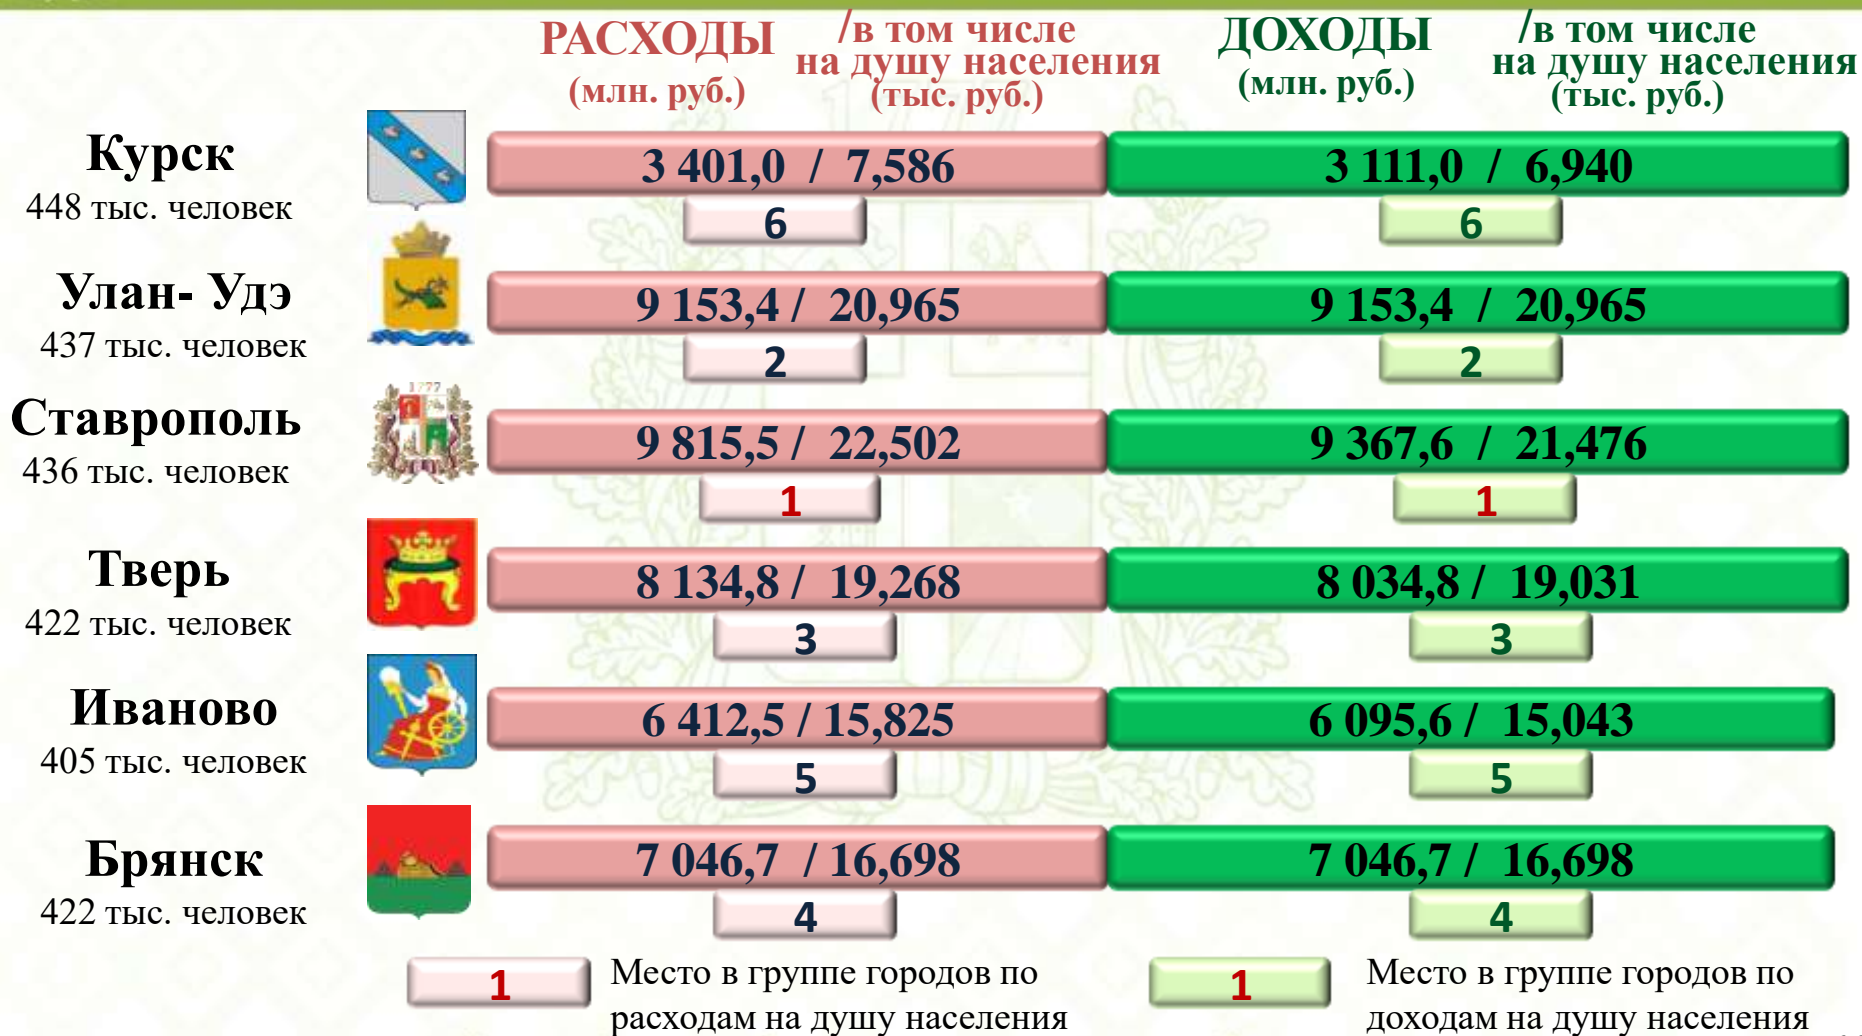 РАСХОДЫ /в том числе
на душу населения
(млн. руб.) (тыс. руб.)
ДОХОДЫ /в том числе
на душу населения
(млн. руб.) (тыс. руб.)
Курск
448 тыс. человек
3 401,0 / 7,586
3 111,0 / 6,940
6
6
Улан- Удэ
437 тыс. человек
9 153,4 / 20,965
9 153,4 / 20,965
2
2
1777
Ставрополь
436 тыс. человек
9 815,5 / 22,502
9 367,6 / 21,476
1
1
Тверь
422 тыс. человек
8 134,8 / 19,268
8 034,8 / 19,031
3
3
Иваново
405 тыс. человек
6 412,5 / 15,825
6 095,6 / 15,043
5
5
Брянск
422 тыс. человек
7 046,7 / 16,698
7 046,7 / 16,698
4
4
1
Место в группе городов по
расходам на душу населения
1
Место в группе городов по
доходам на душу населения